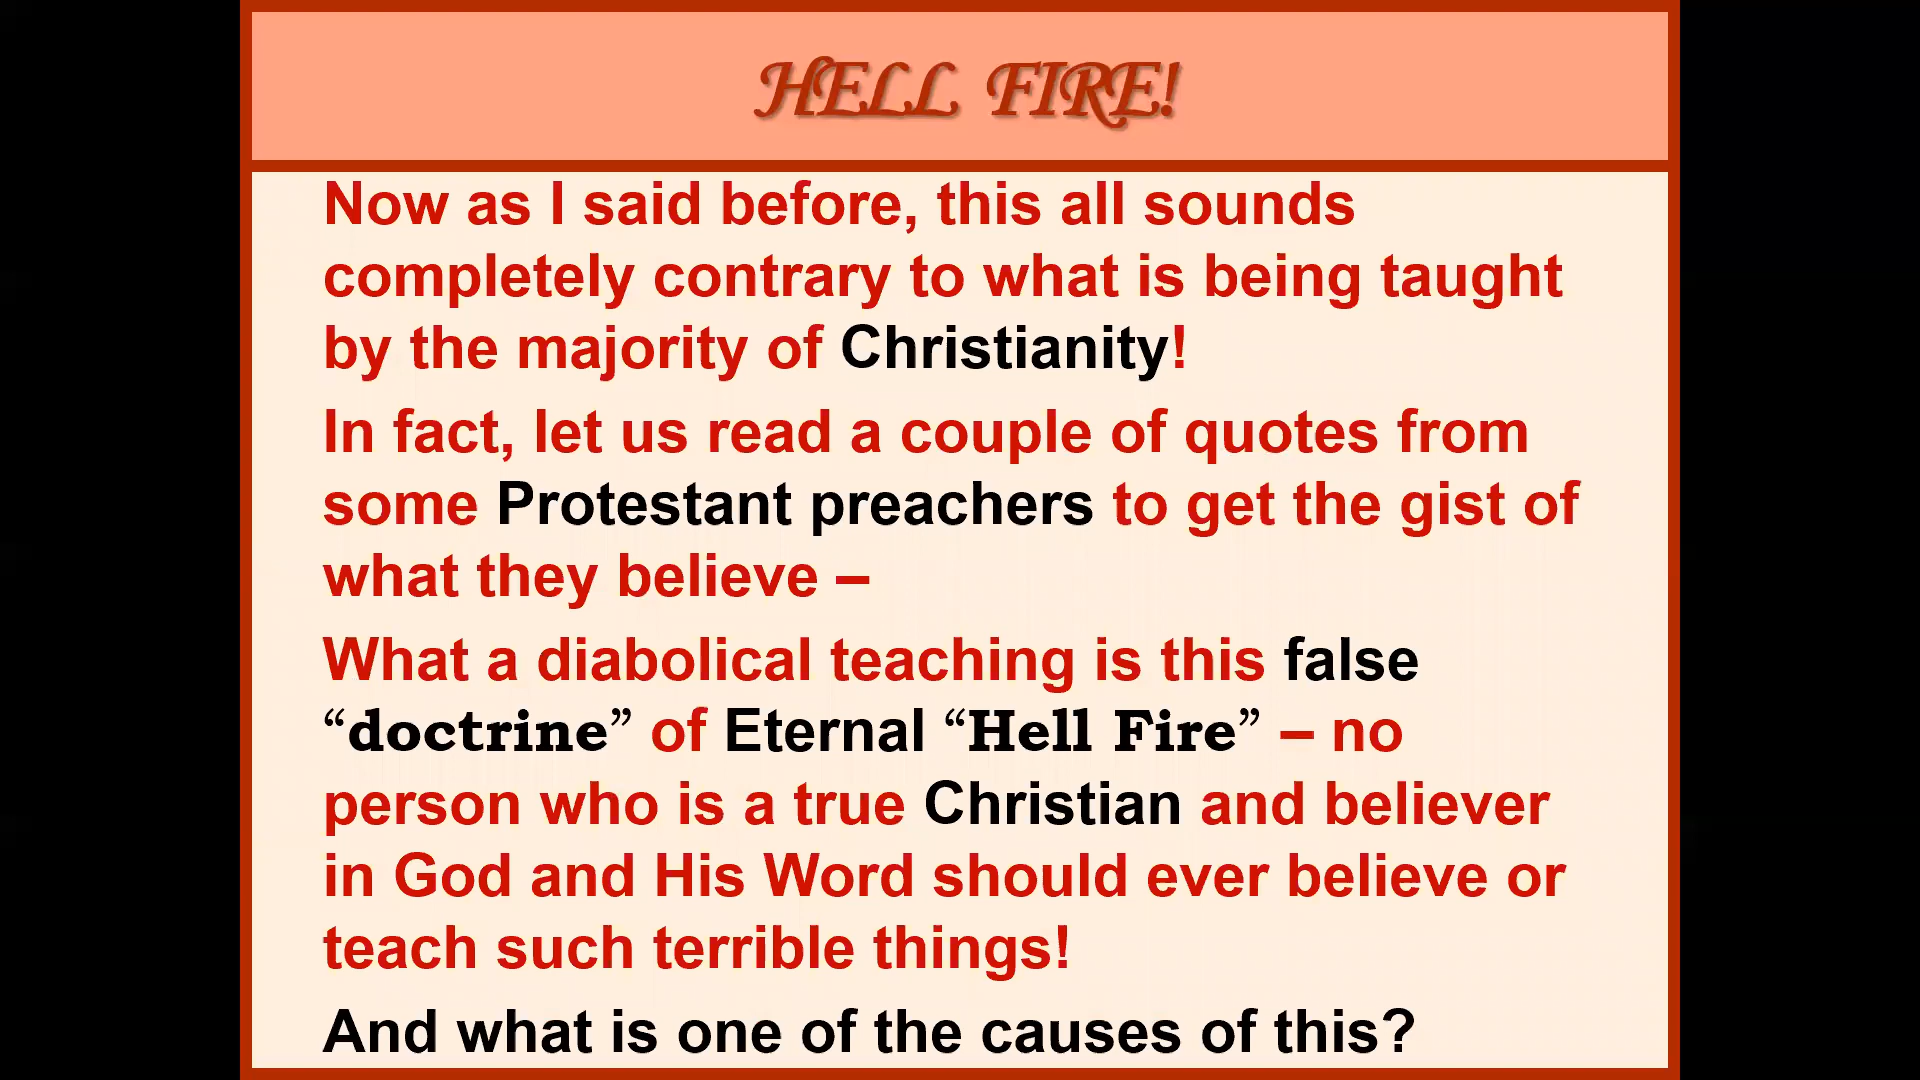 HELL FIRE!
Now as I said before, this all sounds
completely contrary to what is being taught
by the majority of Christianity!
In fact, let us read a couple of quotes from
some Protestant preachers to get the gist of
what they believe –
What a diabolical teaching is this false
“doctrine” of Eternal “Hell Fire” – no
person who is a true Christian and believer
in God and His Word should ever believe or
teach such terrible things!
And what is one of the causes of this?